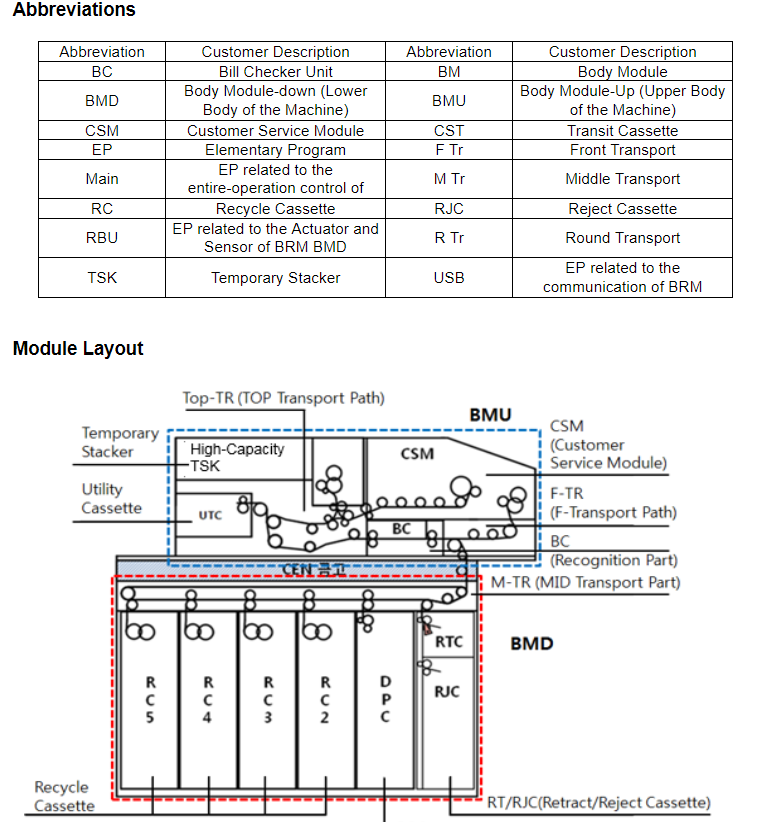 Abbreviations
Abbreviation Customer Description Abbreviation Customer Description
BC Bill Checker Unit BM Body Module
BMD Body Module-down (Lower Body of the Machine) BMU Body Module-Up (Upper Body of the Machine)
CSM Customer Service Module CST Transit Cassette
EP Elementary Program F Tr Front Transport
Main EP related to the entire-operation control of M Tr Middle Transport
RC Recycle Cassette RJC Reject Cassette
RBU EP related to the Actuator and Sensor of BRM BMD R Tr Round Transport
TSK Temporary Stacker USB EP related to the communication of BRM
Module Layout
Top-TR (TOP Transport Path)
BMU
Temporary
Stacker
High-Capacity
TSK
CSM
CSM
(Customer
Service Module)
Utility
Cassette
UTC
F-TR
(F-Transport Path)
BC
BC
(Recognition Part)
CEN 금고
M-TR (MID Transport Part)
BMD
RTC
RJC
RC5
RC4
RC3
RC2
DPC
Recycle
Cassette
RT/RJC(Retract/Reject Cassette)